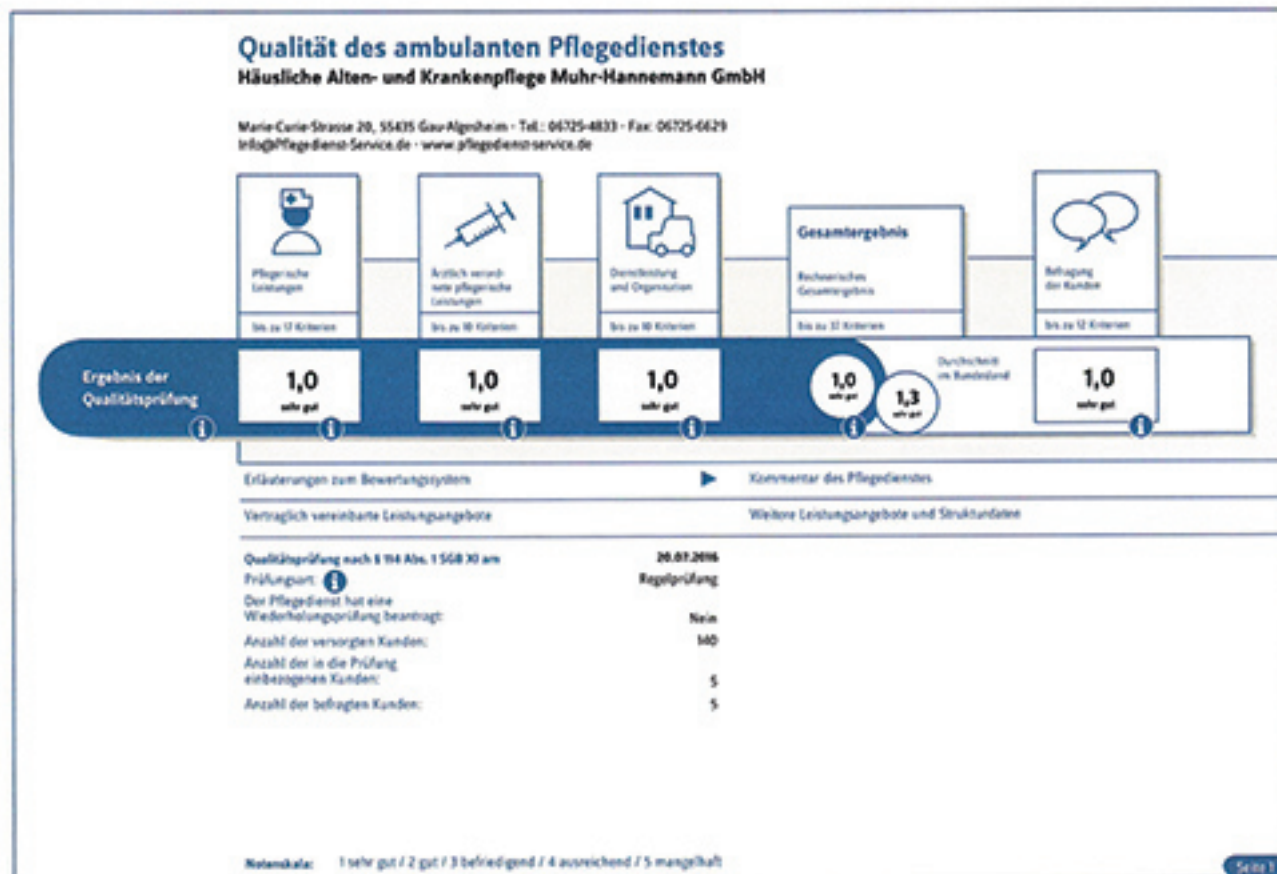 Qualität des ambulanten Pflegedienstes
Häusliche Alten- und Krankenpflege Muhr-Hannemann GmbH
Marie-Curie-Strasse 20, 55435 Gau-Algesheim - Tel.: 06725-4833 - Fax: 06725-6629
Info@Pflegedienst-Service.de - www.pflegedienst-service.de
Pflegerische
Leistungen
bis zu 17 Kriterien
Ärztlich verord-
nete pflegerische
Leistungen
bis zu 10 Kriterien
Dienstleistung
und Organisation
bis zu 10 Kriterien
Gesamtergebnis
Rechnerisches
Gesamtergebnis
bis zu 37 Kriterien
Befragung
der Kunden
bis zu 12 Kriterien
Ergebnis der
Qualitätsprüfung
1,0
sehr gut
1,0
sehr gut
1,0
sehr gut
1,0
sehr gut
1,3
sehr gut
Durchschnitt
im Bundesland
1,0
sehr gut
Erläuterungen zum Bewertungssystem
Kommentar des Pflegedienstes
Vertraglich vereinbarte Leistungsangebote
Weitere Leistungsangebote und Strukturdaten
Qualitätsprüfung nach § 114 Abs. 1 SGB XI am 20.07.2016
Prüfungsart: Regelprüfung
Der Pflegedienst hat eine
Wiederholungsprüfung beantragt: Nein
Anzahl der versorgten Kunden: 140
Anzahl der in die Prüfung
einbezogenen Kunden: 5
Anzahl der befragten Kunden: 5
Notenskala: 1 sehr gut / 2 gut / 3 befriedigend / 4 ausreichend / 5 mangelhaft
Seite 1